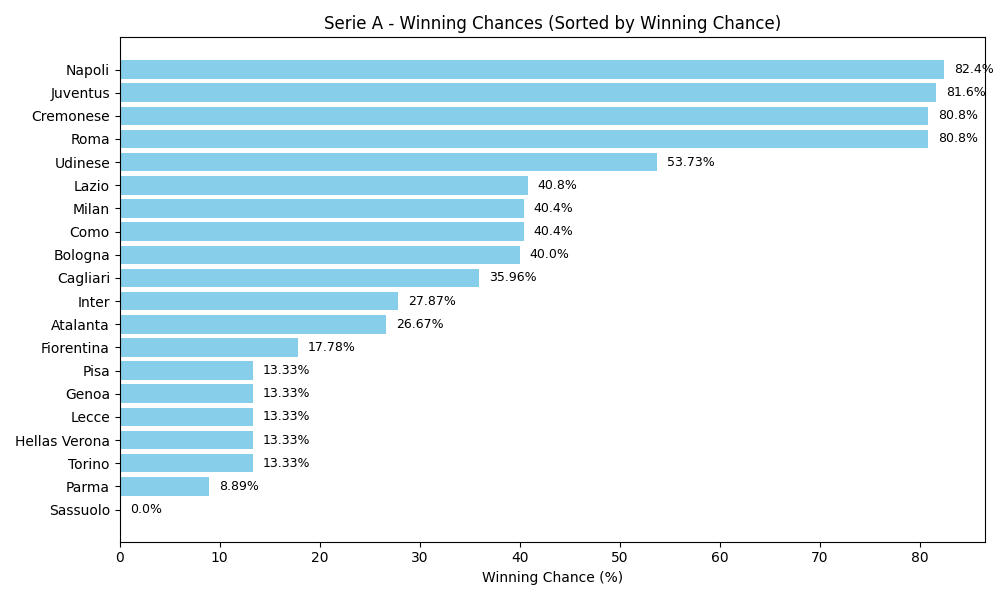 Serie A - Winning Chances (Sorted by Winning Chance)
Napoli 82.4%
Juventus 81.6%
Cremonese 80.8%
Roma 80.8%
Udinese 53.73%
Lazio 40.8%
Milan 40.4%
Como 40.4%
Bologna 40.0%
Cagliari 35.96%
Inter 27.87%
Atalanta 26.67%
Fiorentina 17.78%
Pisa 13.33%
Genoa 13.33%
Lecce 13.33%
Hellas Verona 13.33%
Torino 13.33%
Parma 8.89%
Sassuolo 0.0%
0 10 20 30 40 50 60 70 80
Winning Chance (%)